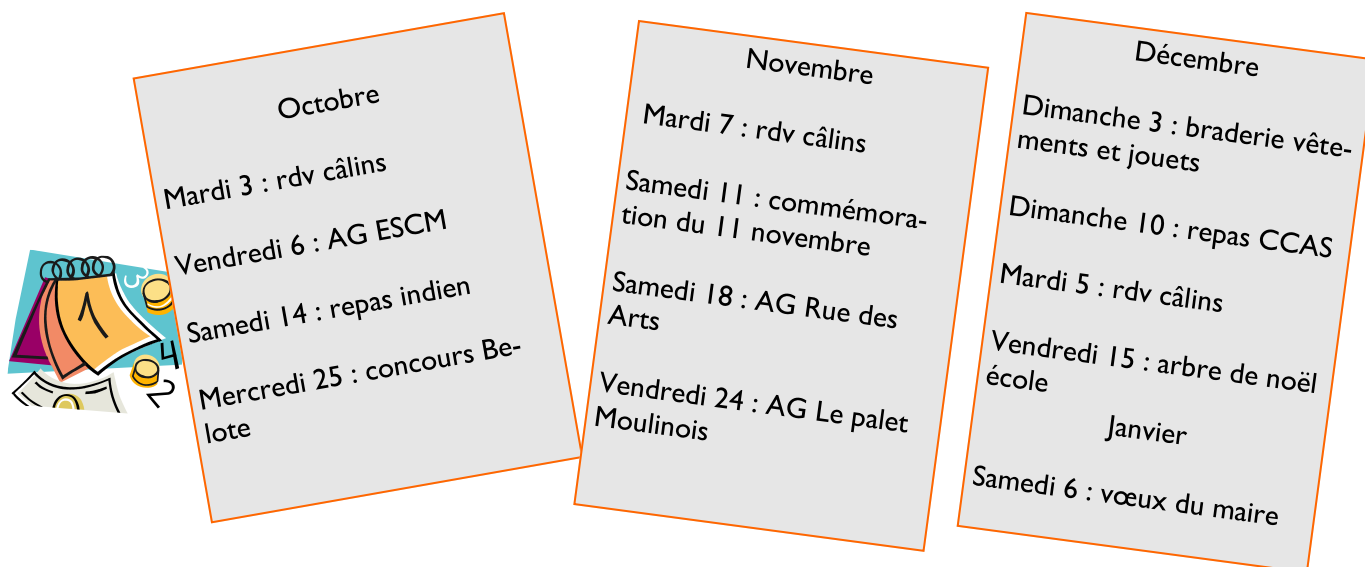 Octobre
Mardi 3 : rdv câlins
Vendredi 6 : AG ESCM
Samedi 14 : repas indien
Mercredi 25 : concours Be-
lote
Novembre
Mardi 7 : rdv câlins
Samedi 11 : commémora-
tion du 11 novembre
Samedi 18 : AG Rue des
Arts
Vendredi 24 : AG Le palet
Moulinois
Décembre
Dimanche 3 : braderie vête-
ments et jouets
Dimanche 10 : repas CCAS
Mardi 5 : rdv câlins
Vendredi 15 : arbre de noël
école
Janvier
Samedi 6 : vœux du maire
3
4
2